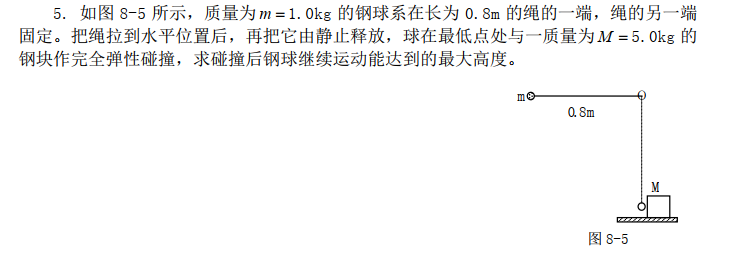 5. 如图 8-5 所示，质量为 m = 1.0kg 的钢球系在长为 0.8m 的绳的一端，绳的另一端
固定。把绳拉到水平位置后，再把它由静止释放，球在最低点处与一质量为 M = 5.0kg 的
钢块作完全弹性碰撞，求碰撞后钢球继续运动能达到的最大高度。
m
0.8m
M
图 8-5